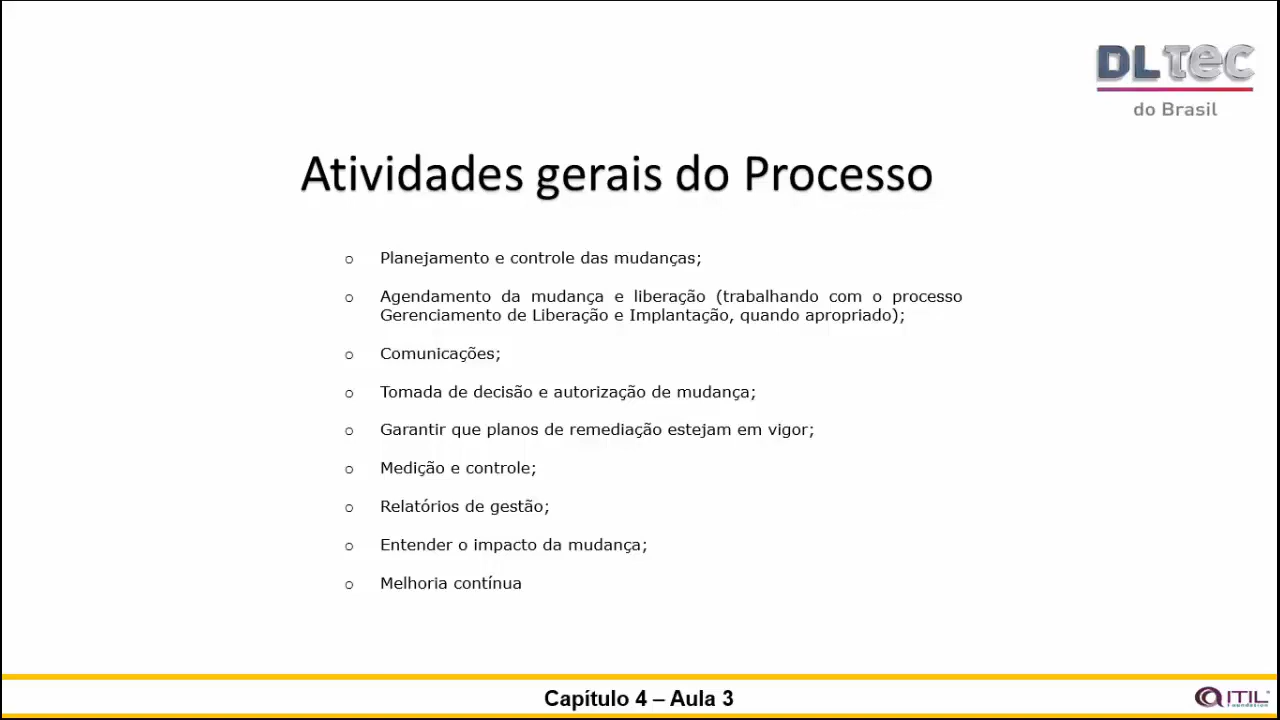 DLTEC
do Brasil
Atividades gerais do Processo
o Planejamento e controle das mudanças;
o Agendamento da mudança e liberação (trabalhando com o processo
Gerenciamento de Liberação e Implantação, quando apropriado);
o Comunicações;
o Tomada de decisão e autorização de mudança;
o Garantir que planos de remediação estejam em vigor;
o Medição e controle;
o Relatórios de gestão;
o Entender o impacto da mudança;
o Melhoria contínua
Capítulo 4 – Aula 3
ITIL
Foundation